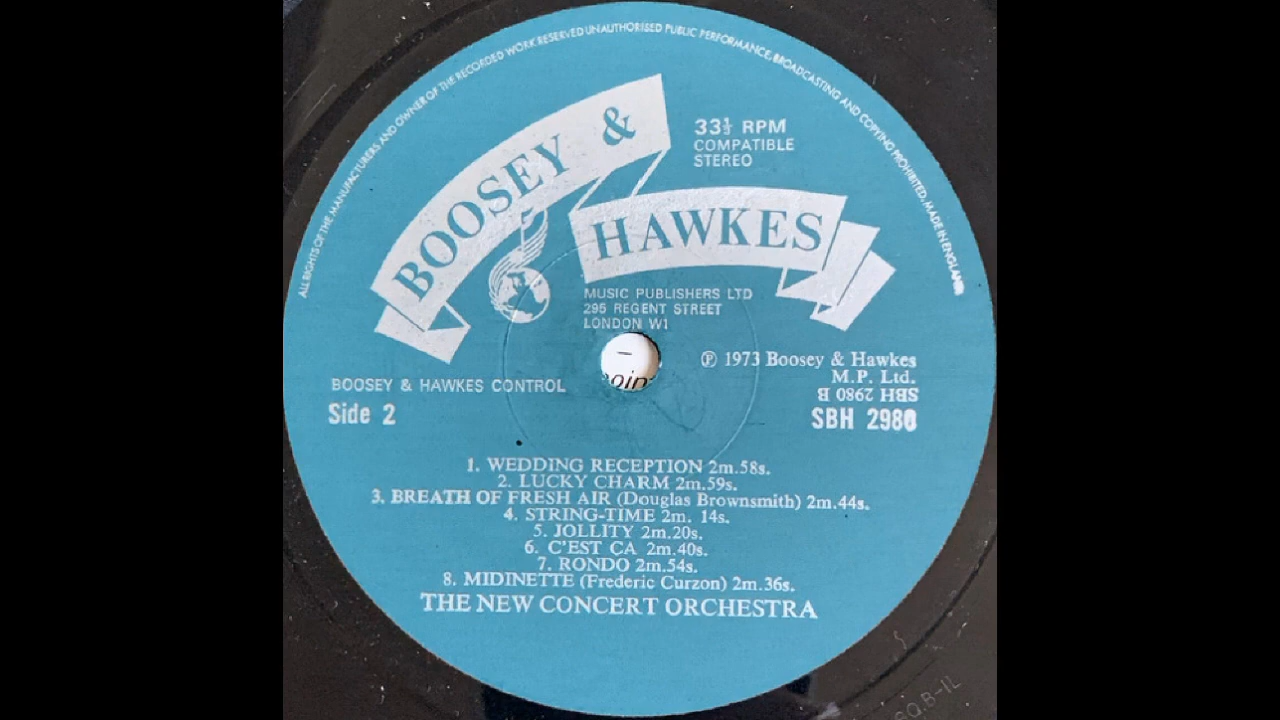 ALL RIGHTS OF THE MANUFACTURERS AND OWNER OF THE RECORDED WORK RESERVED UNAUTHORISED PUBLIC PERFORMANCE, BROADCASTING AND COPYING PROHIBITED. MADE IN ENGLAND
BOOSEY &
HAWKES
33⅓ RPM
COMPATIBLE
STEREO
MUSIC PUBLISHERS LTD
295 REGENT STREET
LONDON W1
℗ 1973 Boosey & Hawkes
M.P. Ltd.
SBH 2980 B
SBH 2980
BOOSEY & HAWKES CONTROL
Side 2
1. WEDDING RECEPTION 2m.58s.
2. LUCKY CHARM 2m.59s.
3. BREATH OF FRESH AIR (Douglas Brownsmith) 2m.44s.
4. STRING-TIME 2m. 14s.
5. JOLLITY 2m.20s.
6. C'EST CA 2m.40s.
7. RONDO 2m.54s.
8. MIDINETTE (Frederic Curzon) 2m.36s.
THE NEW CONCERT ORCHESTRA